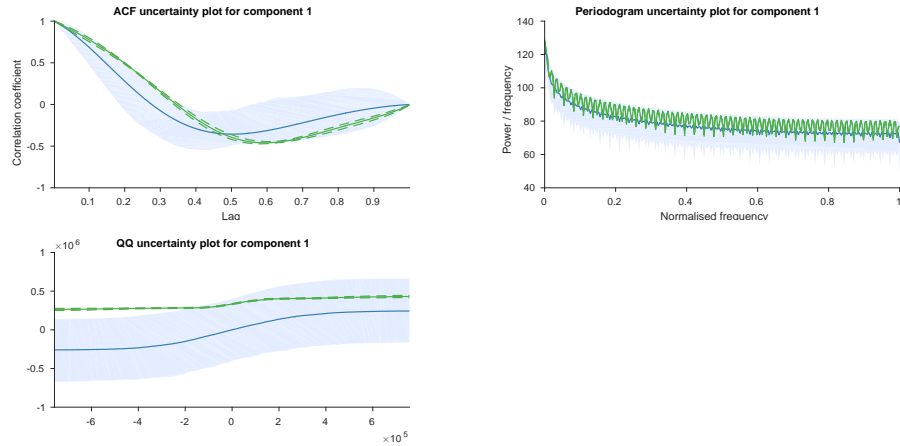 ACF uncertainty plot for component 1
1
0.5
0
-0.5
-1
Correlation coefficient
0.1 0.2 0.3 0.4 0.5 0.6 0.7 0.8 0.9
Lag
Periodogram uncertainty plot for component 1
140
120
100
80
60
40
Power / frequency
0 0.2 0.4 0.6 0.8 1
Normalised frequency
QQ uncertainty plot for component 1
×10^6
1
0.5
0
-0.5
-1
-6 -4 -2 0 2 4 6
×10^5